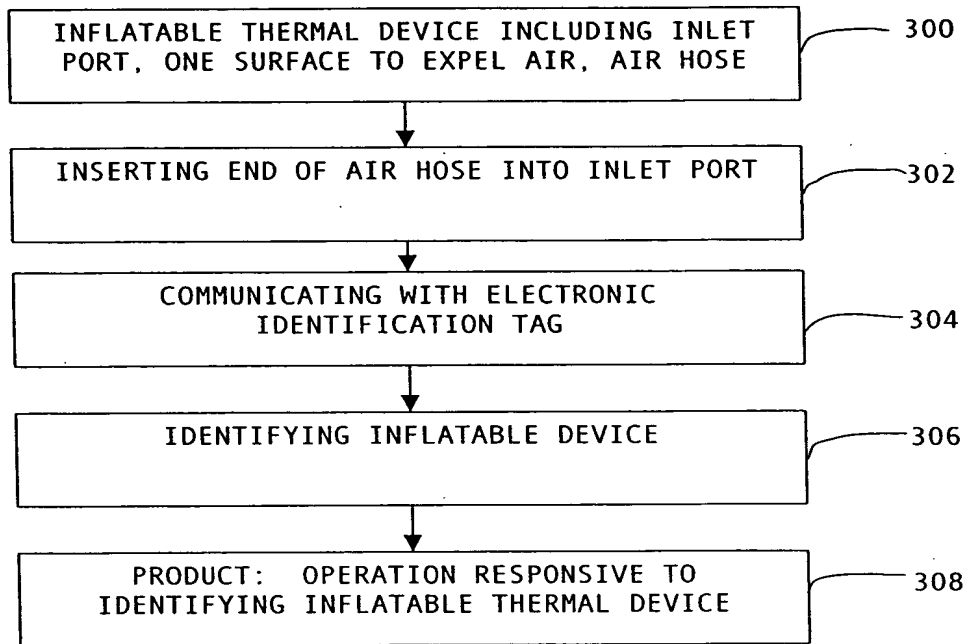 INFLATABLE THERMAL DEVICE INCLUDING INLET
PORT, ONE SURFACE TO EXPEL AIR, AIR HOSE
300
INSERTING END OF AIR HOSE INTO INLET PORT
302
COMMUNICATING WITH ELECTRONIC
IDENTIFICATION TAG
304
IDENTIFYING INFLATABLE DEVICE
306
PRODUCT: OPERATION RESPONSIVE TO
IDENTIFYING INFLATABLE THERMAL DEVICE
308